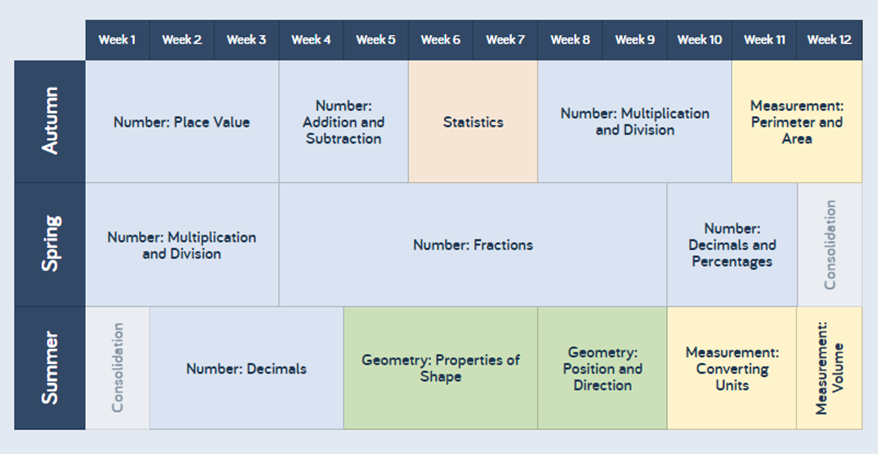 Week 1 Week 2 Week 3 Week 4 Week 5 Week 6 Week 7 Week 8 Week 9 Week 10 Week 11 Week 12
Autumn
Number: Place Value
Number:
Addition and
Subtraction
Statistics
Number: Multiplication
and Division
Measurement:
Perimeter and
Area
Spring
Number: Multiplication
and Division
Number: Fractions
Number:
Decimals and
Percentages
Consolidation
Summer
Consolidation
Number: Decimals
Geometry: Properties of
Shape
Geometry:
Position and
Direction
Measurement:
Converting
Units
Measurement:
Volume